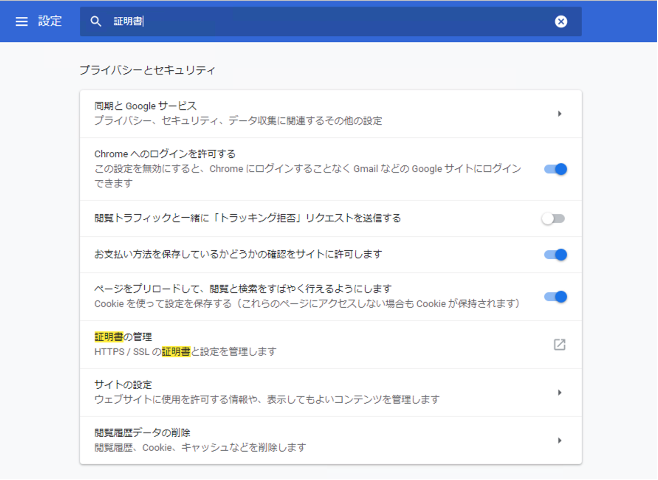 設定
証明書
プライバシーとセキュリティ
同期と Google サービス
プライバシー、セキュリティ、データ収集に関連するその他の設定
Chrome へのログインを許可する
この設定を無効にすると、Chrome にログインすることなく Gmail などの Google サイトにログイン
できます
閲覧トラフィックと一緒に「トラッキング拒否」リクエストを送信する
お支払い方法を保存しているかどうかの確認をサイトに許可します
ページをプリロードして、閲覧と検索をすばやく行えるようにします
Cookie を使って設定を保存する（これらのページにアクセスしない場合も Cookie が保持されます）
証明書の管理
HTTPS / SSL の証明書と設定を管理します
サイトの設定
ウェブサイトに使用を許可する情報や、表示してもよいコンテンツを管理します
閲覧履歴データの削除
閲覧履歴、Cookie、キャッシュなどを削除します